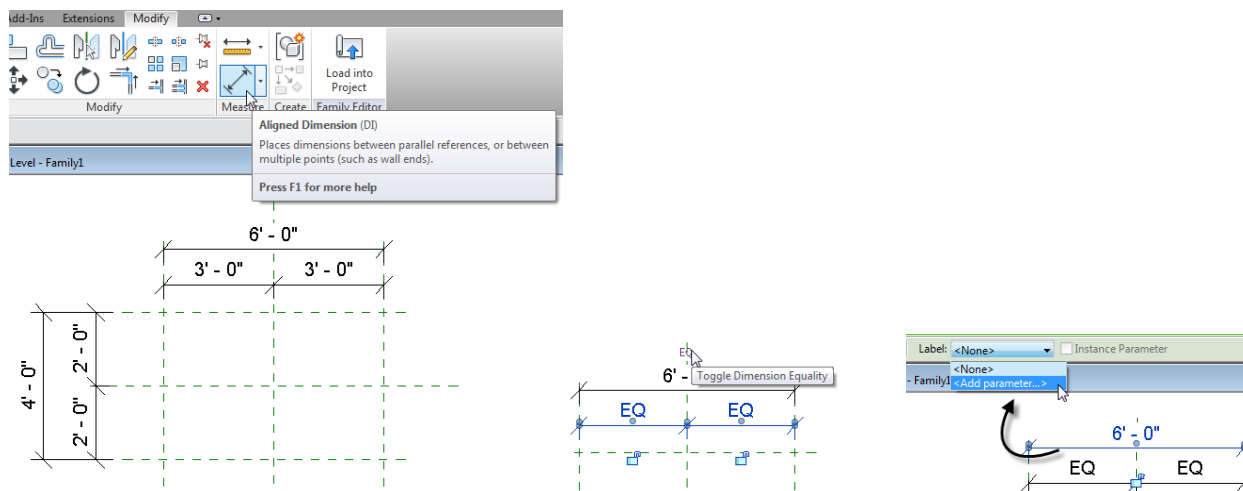 Add-Ins Extensions Modify
Load into
Project
Modify Measure Create Family Editor
Aligned Dimension (DI)
Places dimensions between parallel references, or between
multiple points (such as wall ends).
Press F1 for more help
Level - Family1
6' - 0"
3' - 0" 3' - 0"
4' - 0"
2' - 0"
2' - 0"
EQ
Toggle Dimension Equality
6' -
EQ EQ
Label: <None> Instance Parameter
<None>
<Add parameter...>
- Family1
6' - 0"
EQ EQ